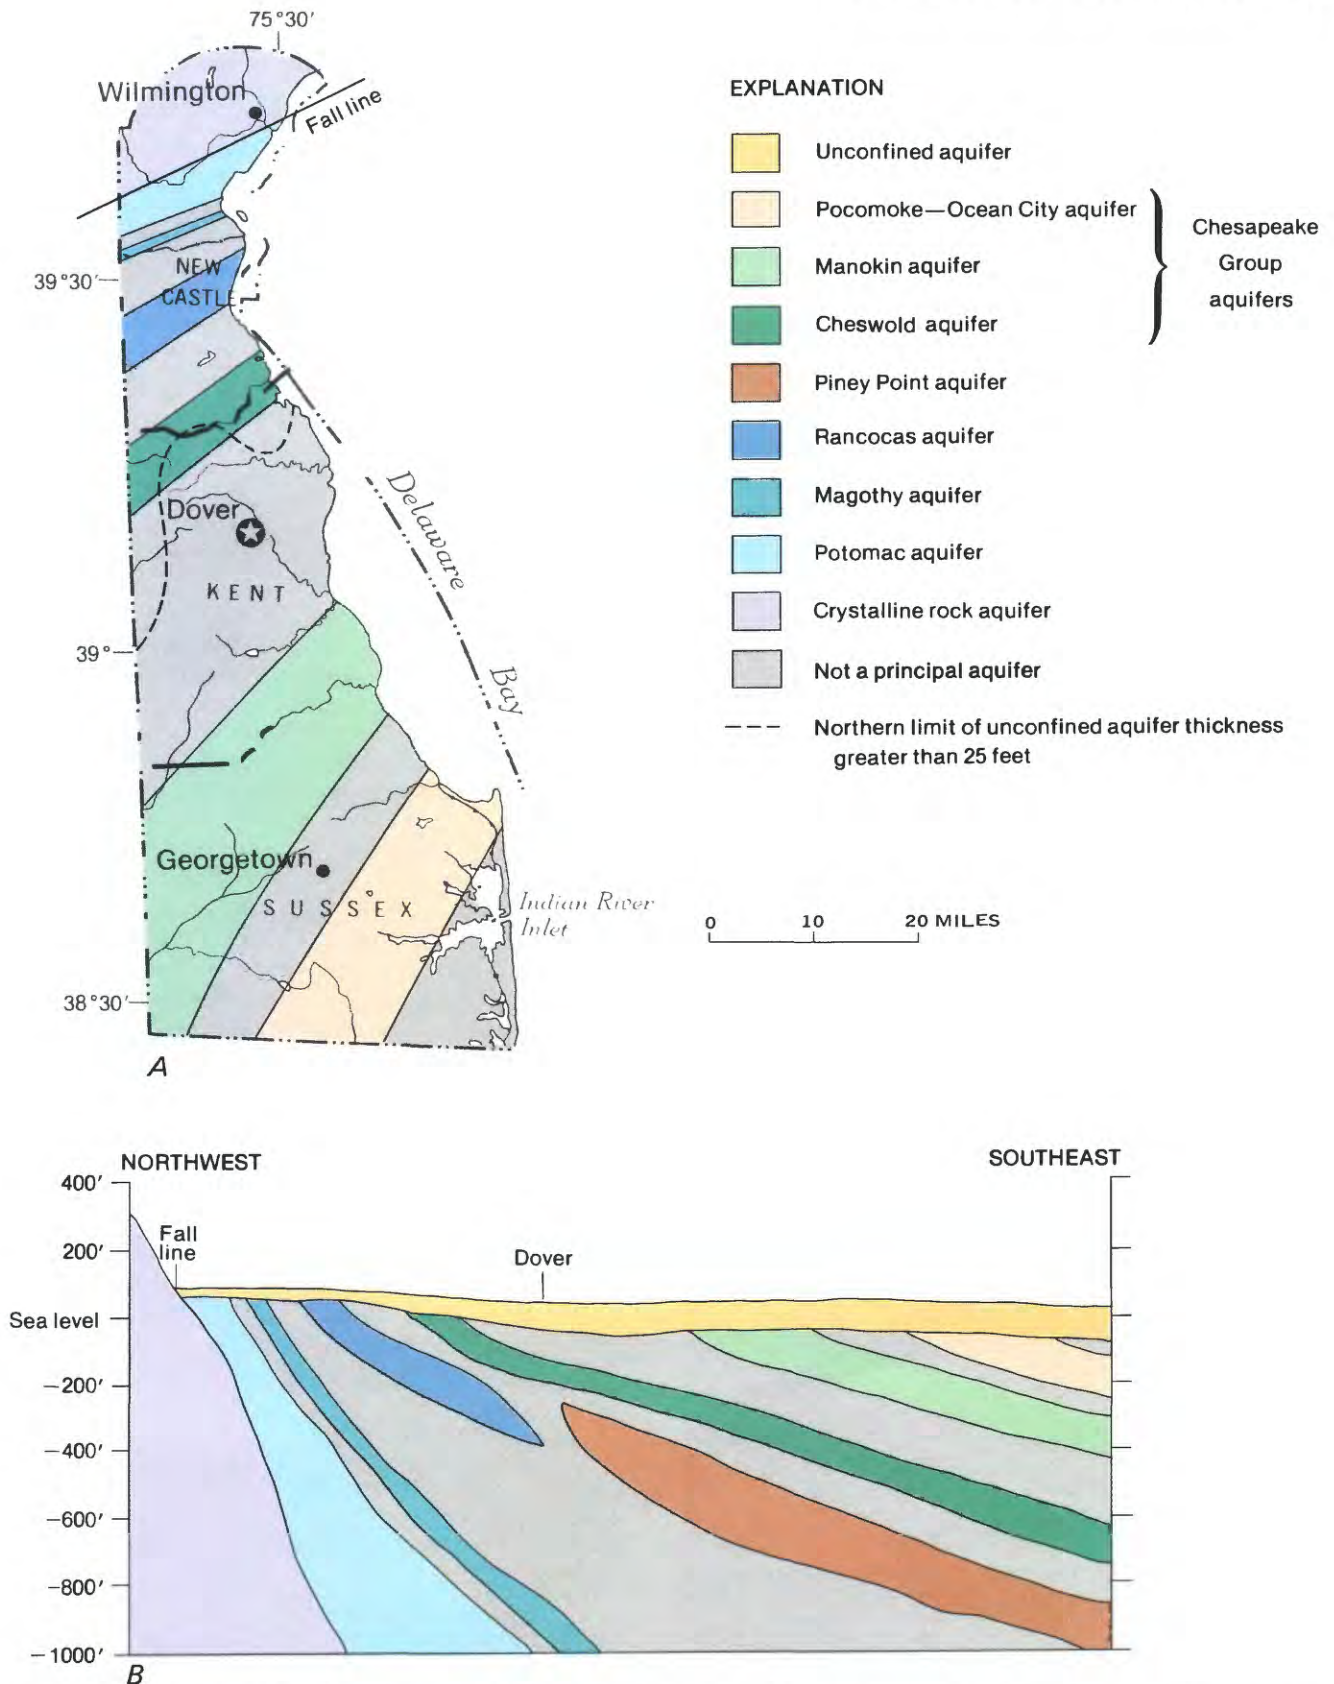 75°30′
Wilmington
Fall line
39°30′
NEW
CASTLE
Dover
KENT
39°
Delaware
Bay
Georgetown
SUSSEX
Indian River
Inlet
38°30′
A
EXPLANATION
Unconfined aquifer
Pocomoke—Ocean City aquifer
Manokin aquifer
Cheswold aquifer
Chesapeake
Group
aquifers
Piney Point aquifer
Rancocas aquifer
Magothy aquifer
Potomac aquifer
Crystalline rock aquifer
Not a principal aquifer
Northern limit of unconfined aquifer thickness
greater than 25 feet
0 10 20 MILES
NORTHWEST
SOUTHEAST
400′
200′
Sea level
−200′
−400′
−600′
−800′
−1000′
Fall
line
Dover
B